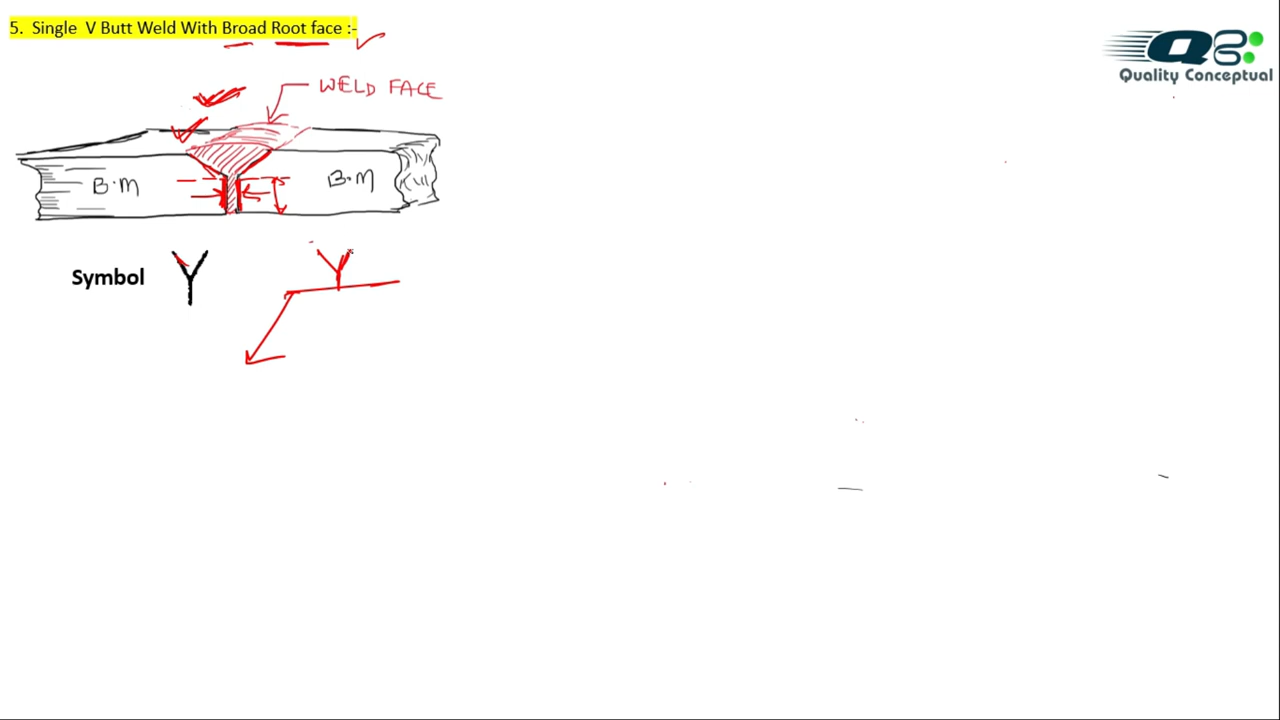 5. Single V Butt Weld With Broad Root face :-
Quality Conceptual
WELD FACE
B.M
B.M
Symbol Y
Y